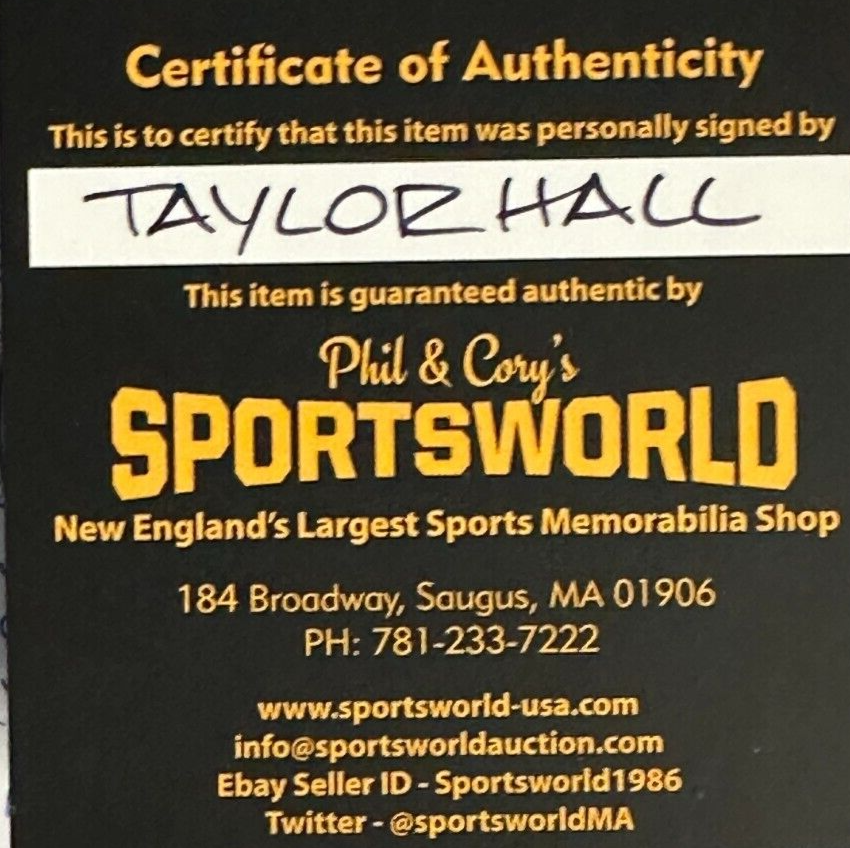 Certificate of Authenticity
This is to certify that this item was personally signed by
TAYLOR HALL
This item is guaranteed authentic by
Phil & Cory's
SPORTSWORLD
New England's Largest Sports Memorabilia Shop
184 Broadway, Saugus, MA 01906
PH: 781-233-7222
www.sportsworld-usa.com
info@sportsworldauction.com
Ebay Seller ID - Sportsworld1986
Twitter - @sportsworldMA